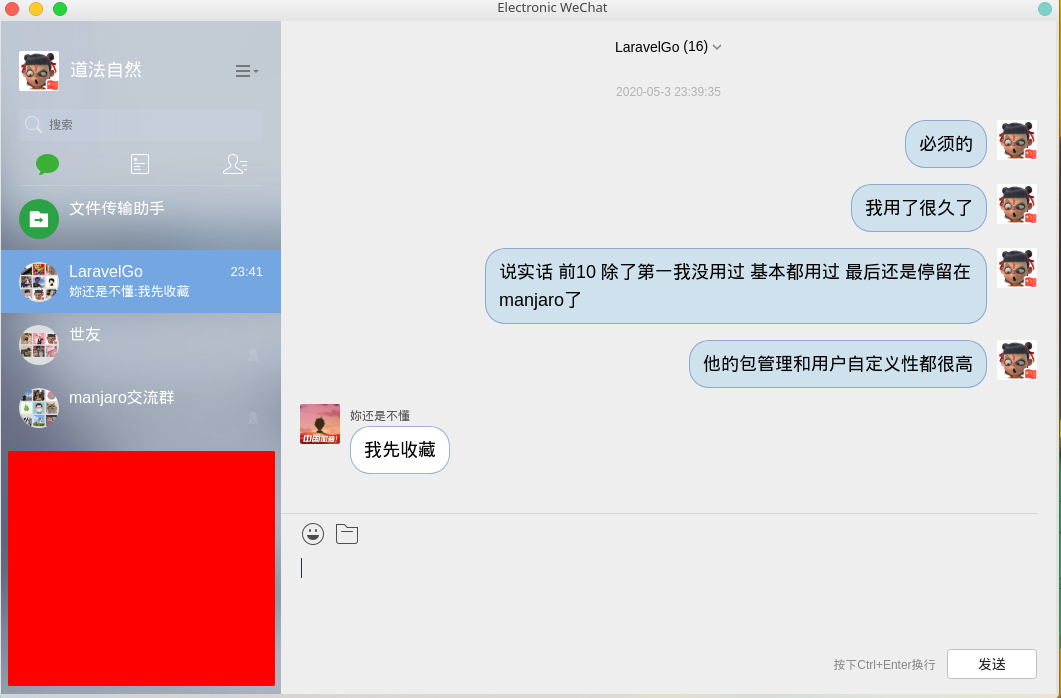 Electronic WeChat
道法自然
搜索
文件传输助手
LaravelGo 23:41
妳还是不懂:我先收藏
世友
manjaro交流群
LaravelGo (16)
2020-05-3 23:39:35
必须的
我用了很久了
说实话 前10 除了第一我没用过 基本都用过 最后还是停留在
manjaro了
他的包管理和用户自定义性都很高
妳还是不懂
中国加油!
我先收藏
按下Ctrl+Enter换行
发送